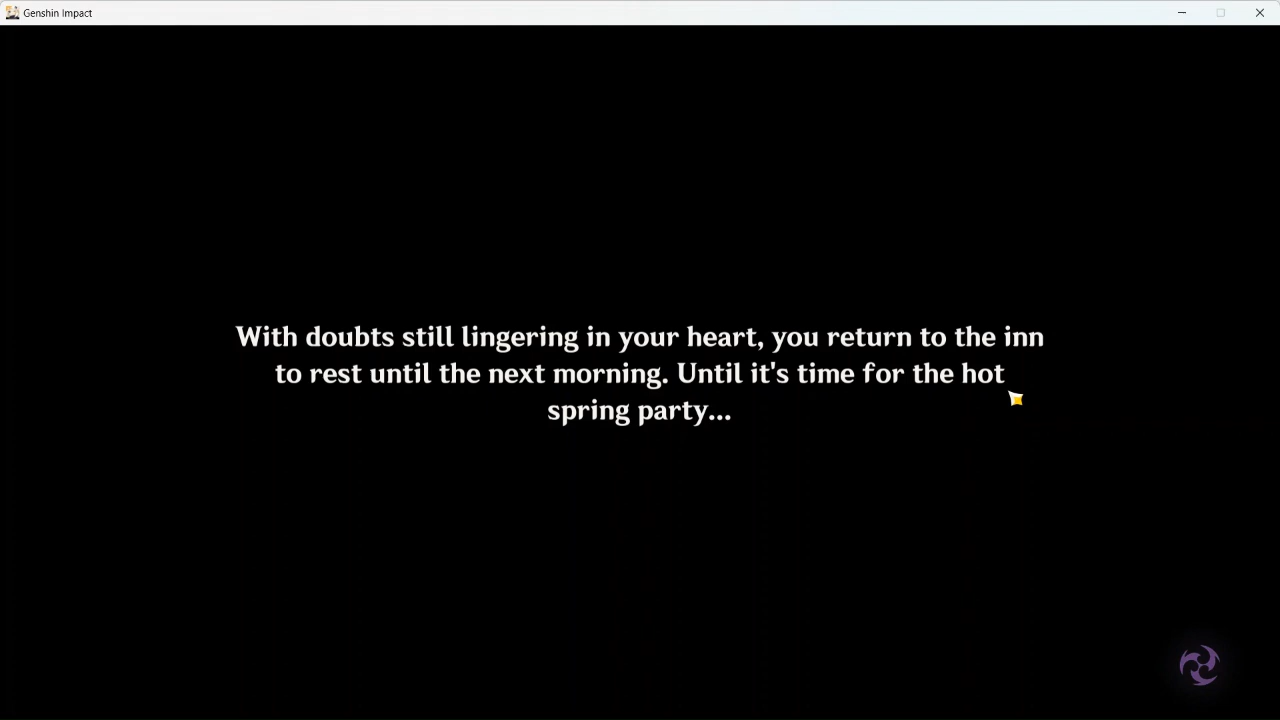 Genshin Impact
With doubts still lingering in your heart, you return to the inn
to rest until the next morning. Until it's time for the hot
spring party...